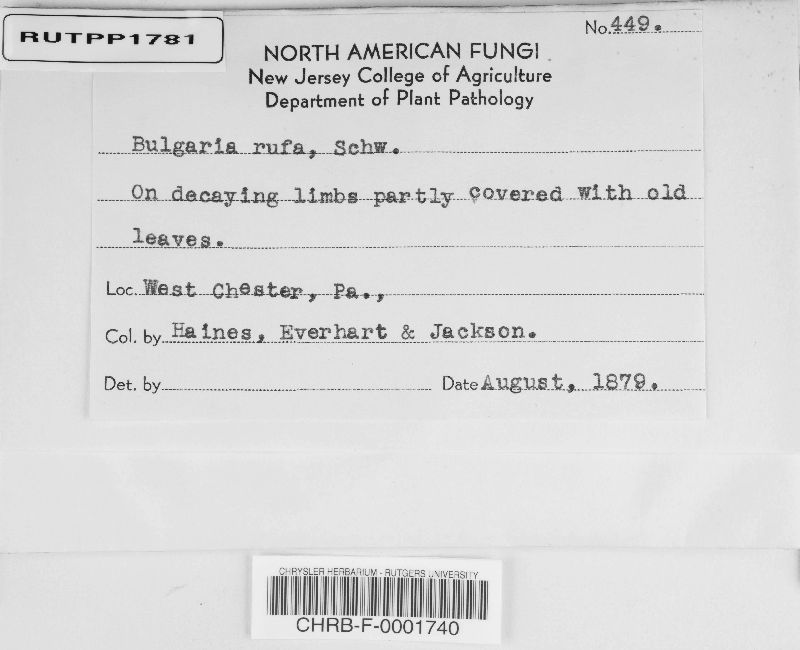 RUTPP1781
No. 449.
NORTH AMERICAN FUNGI
New Jersey College of Agriculture
Department of Plant Pathology
Bulgaria rufa, Schw.
On decaying limbs partly covered with old
leaves.
Loc. West Chester, Pa.,
Col. by Haines, Everhart & Jackson.
Det. by
Date August, 1879.
CHRYSLER HERBARIUM - RUTGERS UNIVERSITY
CHRB-F-0001740